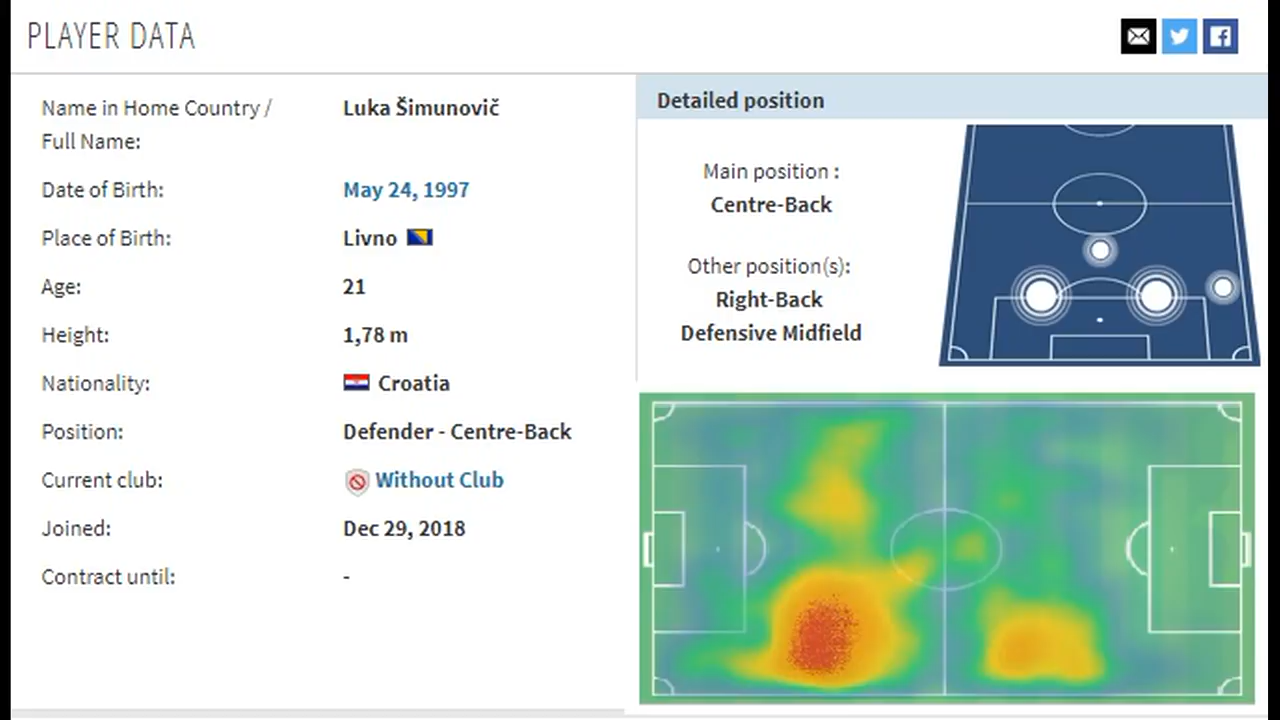 PLAYER DATA
Name in Home Country /
Full Name:
Luka Šimunovič
Date of Birth:
May 24, 1997
Place of Birth:
Livno
Age:
21
Height:
1,78 m
Nationality:
Croatia
Position:
Defender - Centre-Back
Current club:
Without Club
Joined:
Dec 29, 2018
Contract until:
-
Detailed position
Main position :
Centre-Back
Other position(s):
Right-Back
Defensive Midfield